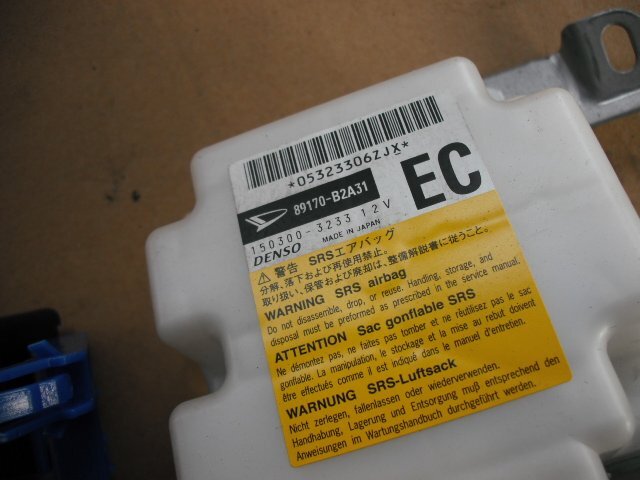 *05323306ZJX*
89170-B2A31
EC
150300-3233 12V
DENSO MADE IN JAPAN
警告 SRSエアバッグ
分解、落下および再使用禁止。
取り扱い、保管および廃却は、整備解説書に従うこと。
WARNING SRS airbag
Do not disassemble, drop, or reuse. Handling, storage, and
disposal must be preformed as prescribed in the service manual.
ATTENTION Sac gonflable SRS
Ne démontez pas, ne faites pas tomber et ne réutilisez pas le sac
gonflable. La manipulation, le stockage et la mise au rebut doivent
être effectués comme il est indiqué dans le manuel d'entretien.
WARNUNG SRS-Luftsack
Nicht zerlegen, fallenlassen oder wiederverwenden.
Handhabung, Lagerung und Entsorgung muß entsprechend den
Anweisungen im Wartungshandbuch durchgeführt werden.